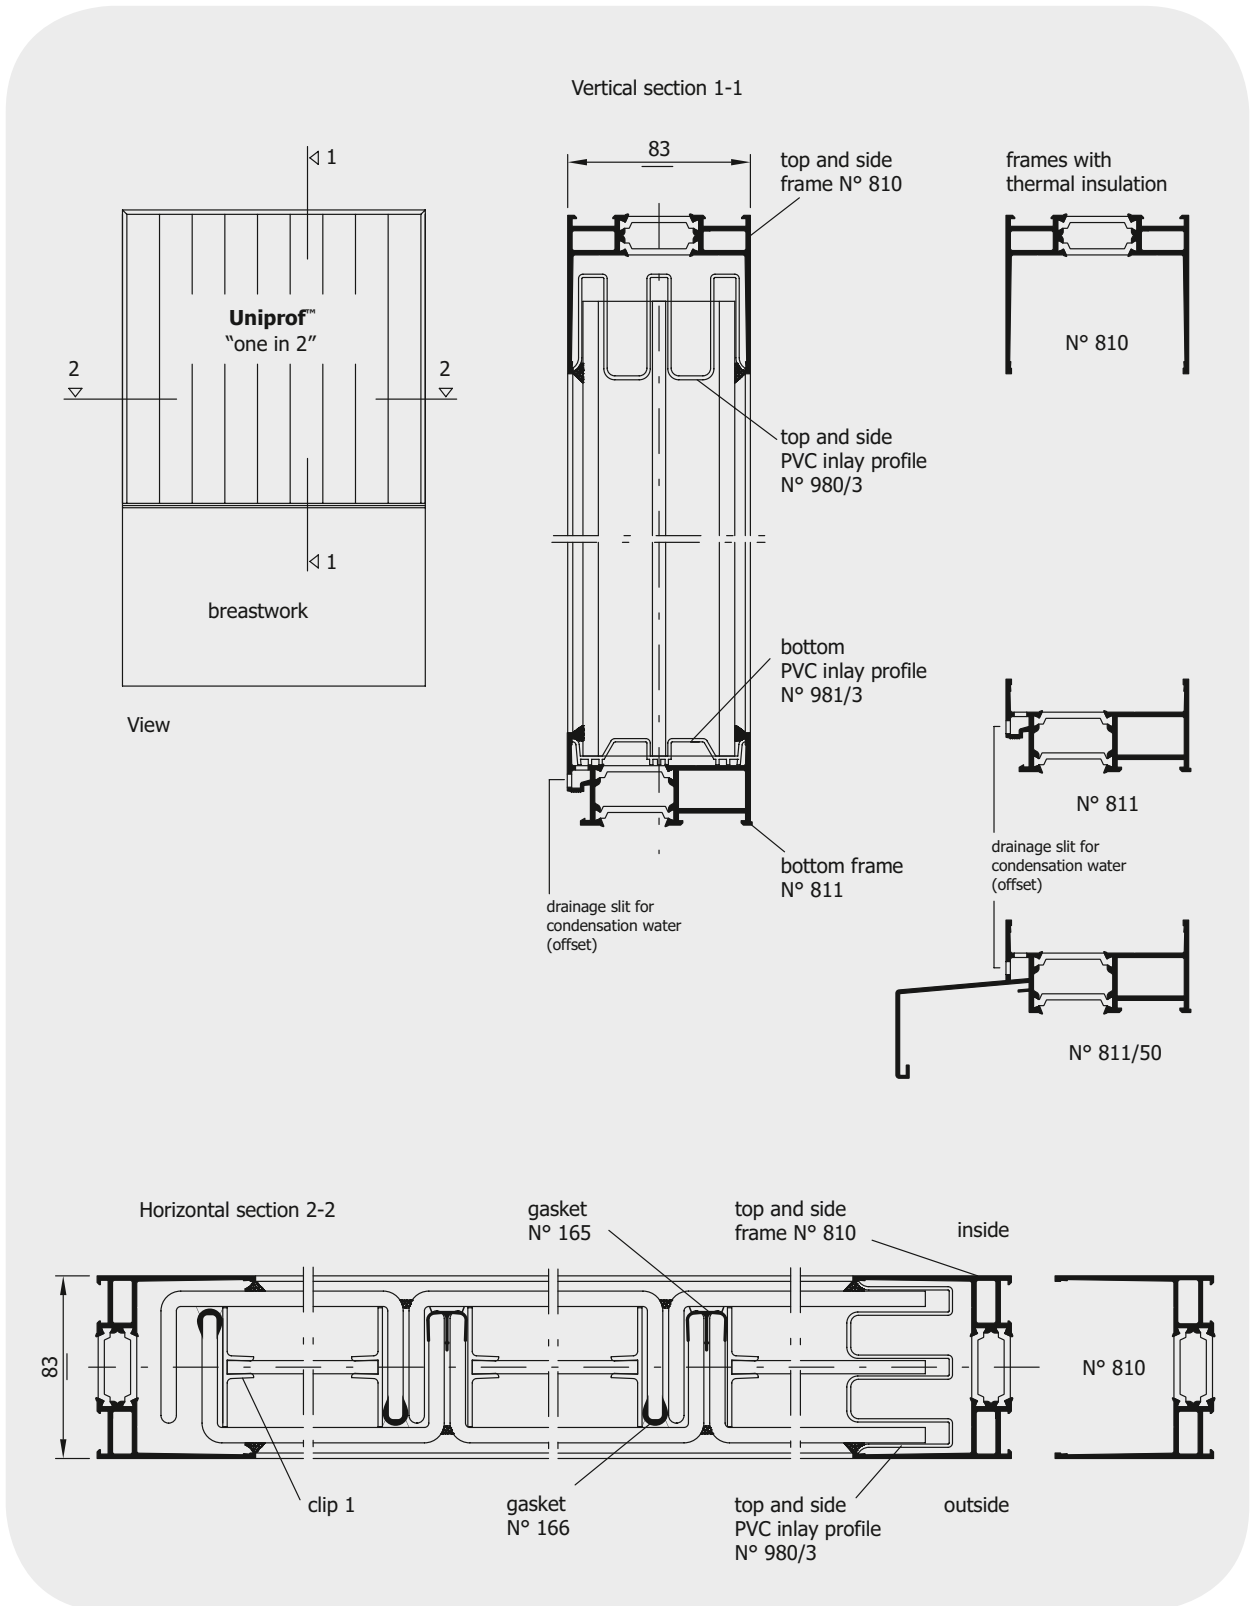 Vertical section 1-1
1
83
top and side
frame N° 810
frames with
thermal insulation
Uniprof™
“one in 2”
N° 810
2
2
top and side
PVC inlay profile
N° 980/3
1
breastwork
bottom
PVC inlay profile
N° 981/3
View
N° 811
drainage slit for
condensation water
(offset)
bottom frame
N° 811
drainage slit for
condensation water
(offset)
N° 811/50
Horizontal section 2-2
gasket
N° 165
top and side
frame N° 810
inside
83
N° 810
clip 1
gasket
N° 166
top and side
PVC inlay profile
N° 980/3
outside